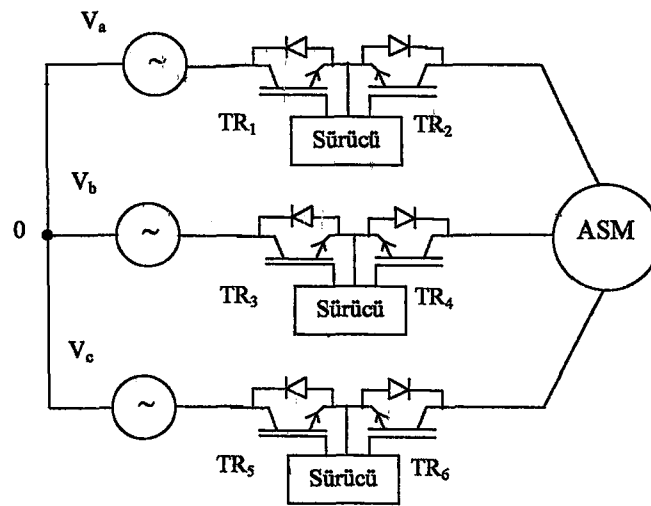 Va
~
TR1
Sürücü
TR2
Vb
0
~
ASM
TR3
Sürücü
TR4
Vc
~
TR5
Sürücü
TR6